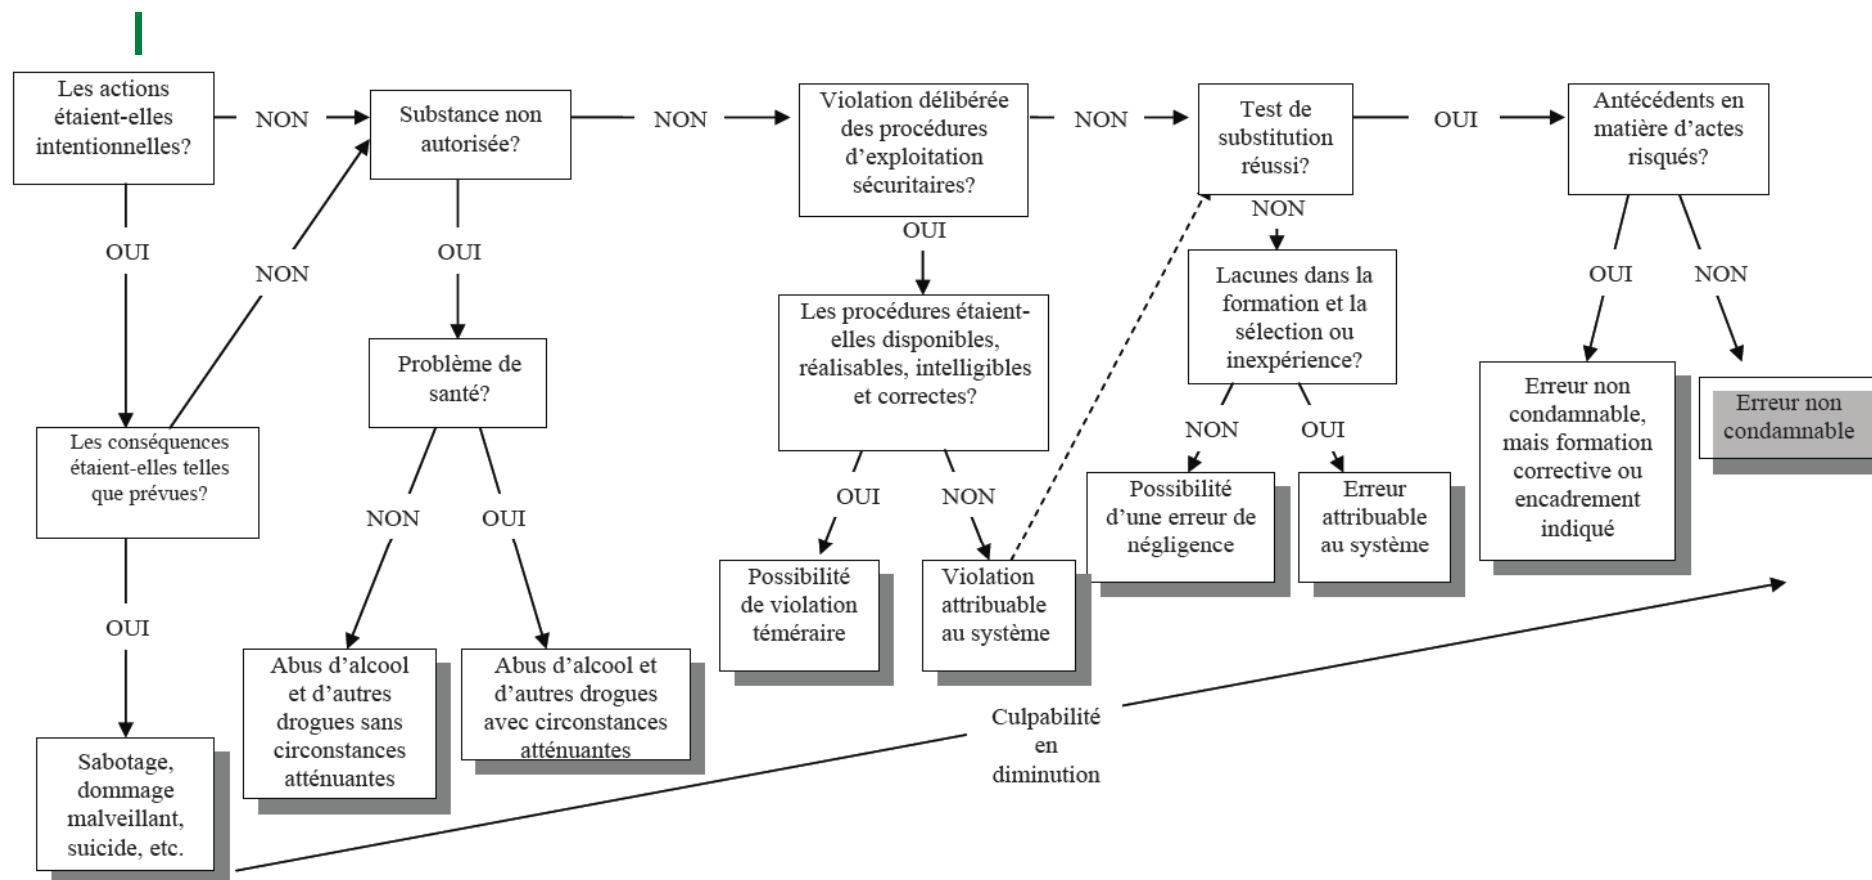 Les actions
étaient-elles
intentionnelles?
NON
Substance non
autorisée?
NON
Violation délibérée
des procédures
d'exploitation
sécuritaires?
NON
Test de
substitution
réussi?
OUI
Antécédents en
matière d'actes
risqués?
OUI
NON
OUI
OUI
NON
Lacunes dans la
formation et la
sélection ou
inexpérience?
OUI
NON
Les procédures étaient-
elles disponibles,
réalisables, intelligibles
et correctes?
Problème de
santé?
Les conséquences
étaient-elles telles
que prévues?
NON
OUI
OUI
NON
NON
OUI
Erreur non
condamnable,
mais formation
corrective ou
encadrement
indiqué
Erreur non
condamnable
Possibilité
d'une erreur de
négligence
Erreur
attribuable
au système
Possibilité
de violation
téméraire
Violation
attribuable
au système
OUI
Abus d'alcool
et d'autres
drogues sans
circonstances
atténuantes
Abus d'alcool et
d'autres drogues
avec circonstances
atténuantes
Culpabilité
en
diminution
Sabotage,
dommage
malveillant,
suicide, etc.